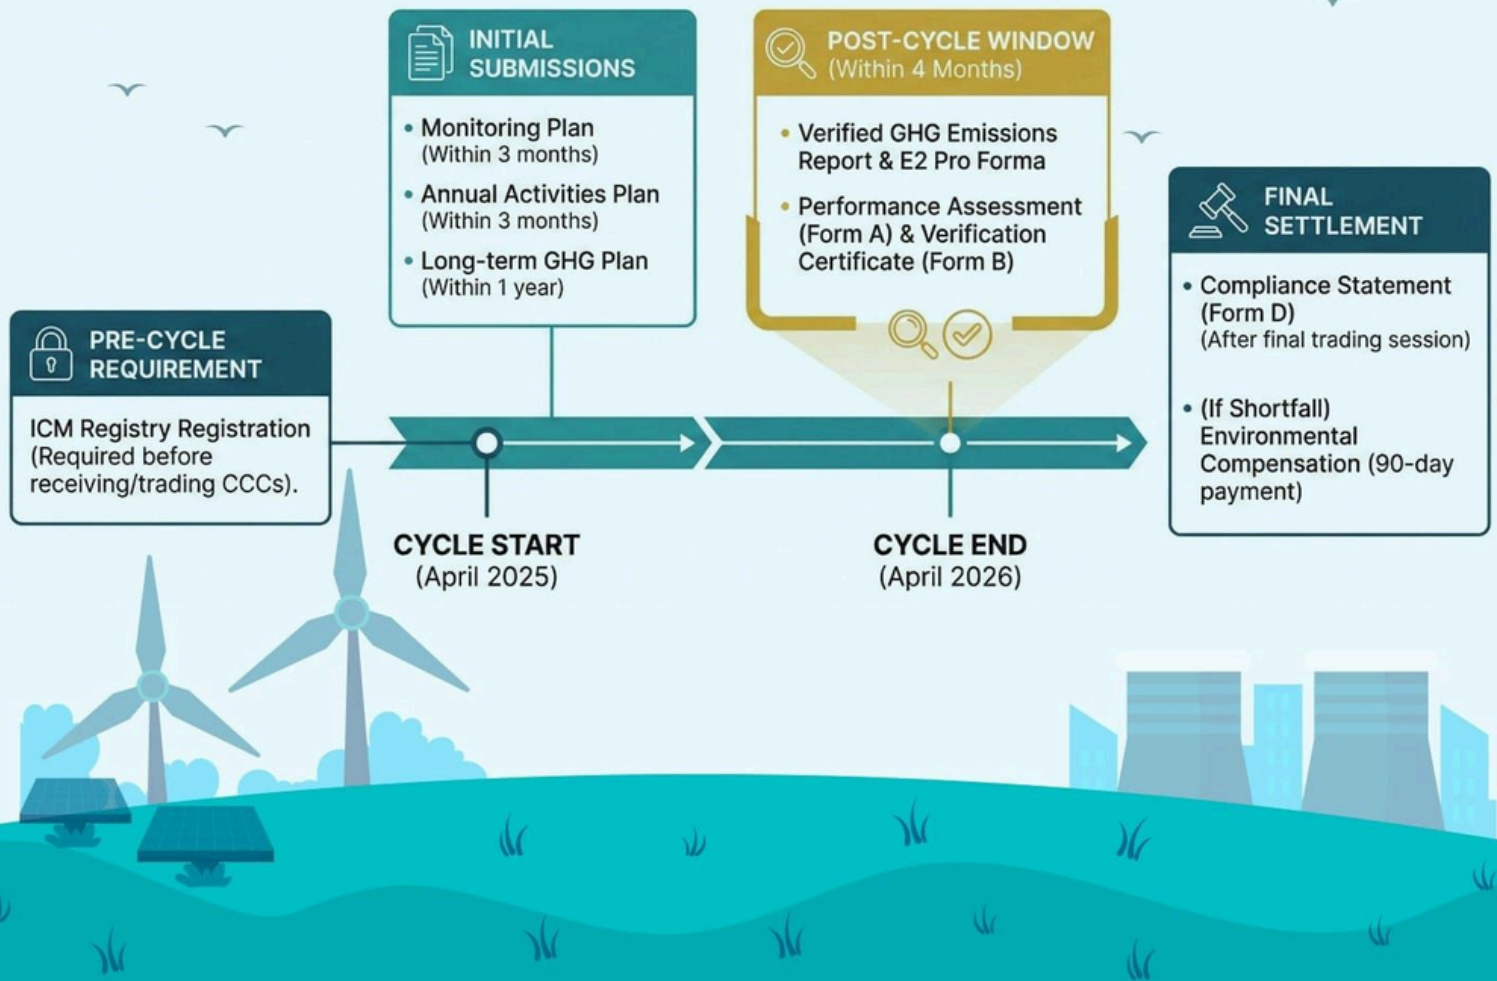 PRE-CYCLE
REQUIREMENT
ICM Registry Registration
(Required before
receiving/trading CCCs).
INITIAL
SUBMISSIONS
• Monitoring Plan
(Within 3 months)
• Annual Activities Plan
(Within 3 months)
• Long-term GHG Plan
(Within 1 year)
CYCLE START
(April 2025)
POST-CYCLE WINDOW
(Within 4 Months)
• Verified GHG Emissions
Report & E2 Pro Forma
• Performance Assessment
(Form A) & Verification
Certificate (Form B)
CYCLE END
(April 2026)
FINAL
SETTLEMENT
• Compliance Statement
(Form D)
(After final trading session)
• (If Shortfall)
Environmental
Compensation (90-day
payment)